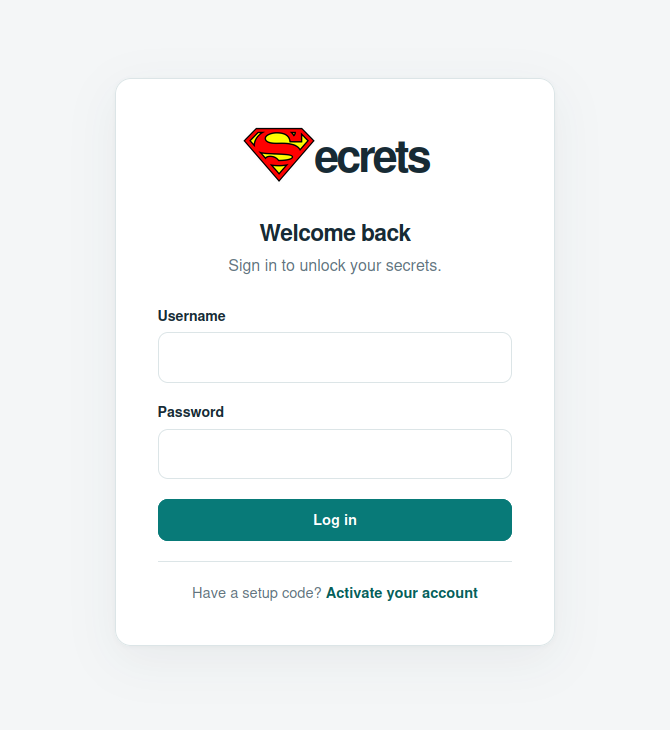 Secrets
Welcome back
Sign in to unlock your secrets.
Username
Password
Log in
Have a setup code? Activate your account